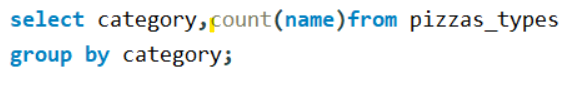 select category,count(name)from pizzas_types
group by category;